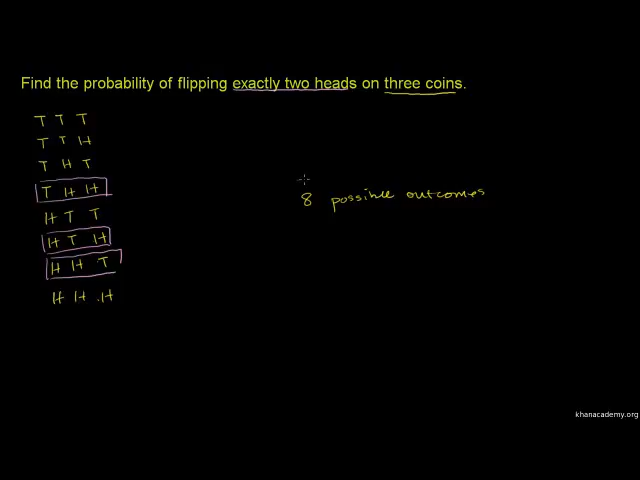 Find the probability of flipping exactly two heads on three coins.
T T T
T T H
T H T
T H H
8 possible outcomes
H T T
H T H
H H T
H H H
khanacademy.org